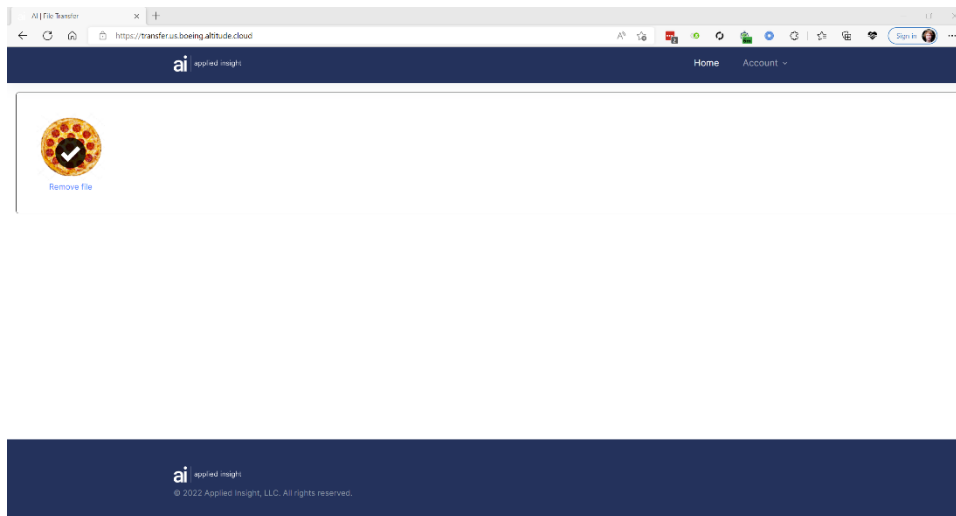 AI | File Transfer
https://transfer.us.boeing.altitude.cloud
Sign in
ai applied insight
Home
Account
Remove file
ai applied insight
© 2022 Applied Insight, LLC. All rights reserved.